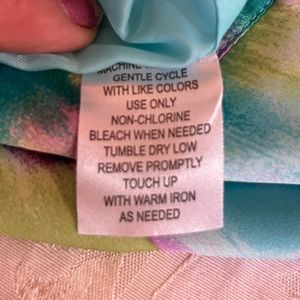 MACHINE
GENTLE CYCLE
WITH LIKE COLORS
USE ONLY
NON-CHLORINE
BLEACH WHEN NEEDED
TUMBLE DRY LOW
REMOVE PROMPTLY
TOUCH UP
WITH WARM IRON
AS NEEDED